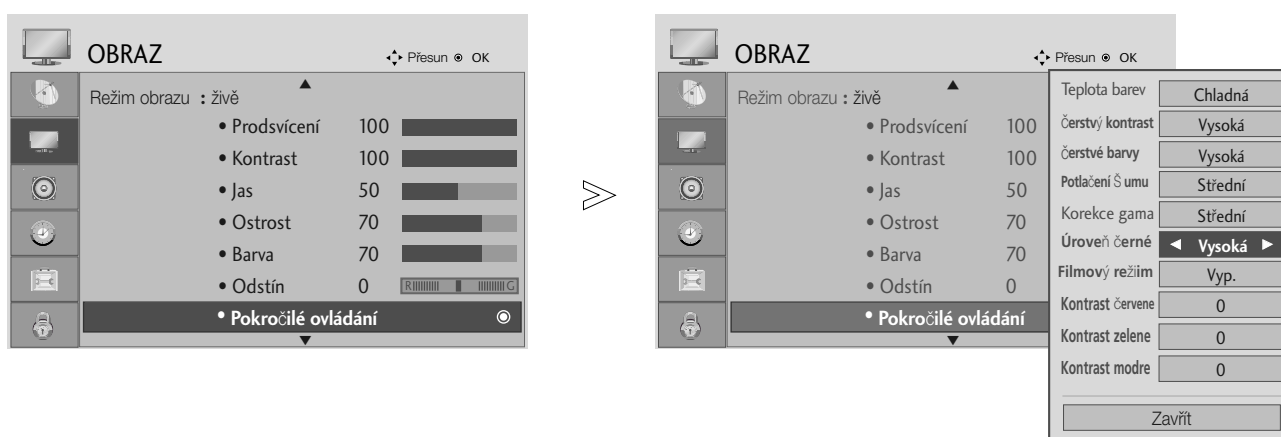 OBRAZ
Přesun OK
Režim obrazu : živě
• Prodsvícení 100
• Kontrast 100
• Jas 50
• Ostrost 70
• Barva 70
• Odstín 0 R G
• Pokročilé ovládání
OBRAZ
Přesun OK
Režim obrazu : živě
• Prodsvícení 100
• Kontrast 100
• Jas 50
• Ostrost 70
• Barva 70
• Odstín 0
• Pokročilé ovládání
Teplota barev Chladná
Čerstvý kontrast Vysoká
Čerstvé barvy Vysoká
Potlačení Š umu Střední
Korekce gama Střední
Úroveň černé ◄ Vysoká ►
Filmový režiim Vyp.
Kontrast červene 0
Kontrast zelene 0
Kontrast modre 0
Zavřít